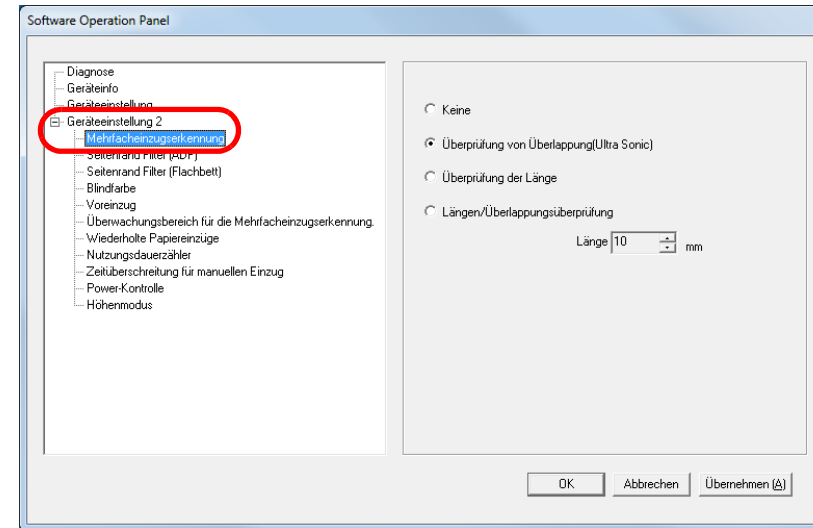 Software Operation Panel
Diagnose
Geräteinfo
Geräteeinstellung
Geräteeinstellung 2
Mehrfacheinzugserkennung
Seitenrand Filter (ADF)
Seitenrand Filter (Flachbett)
Blindfarbe
Voreinzug
Überwachungsbereich für die Mehrfacheinzugserkennung.
Wiederholte Papiereinzüge
Nutzungsdauerzähler
Zeitüberschreitung für manuellen Einzug
Power-Kontrolle
Höhenmodus
Keine
Überprüfung von Überlappung(Ultra Sonic)
Überprüfung der Länge
Längen/Überlappungsüberprüfung
Länge 10 mm
OK Abbrechen Übernehmen (A)